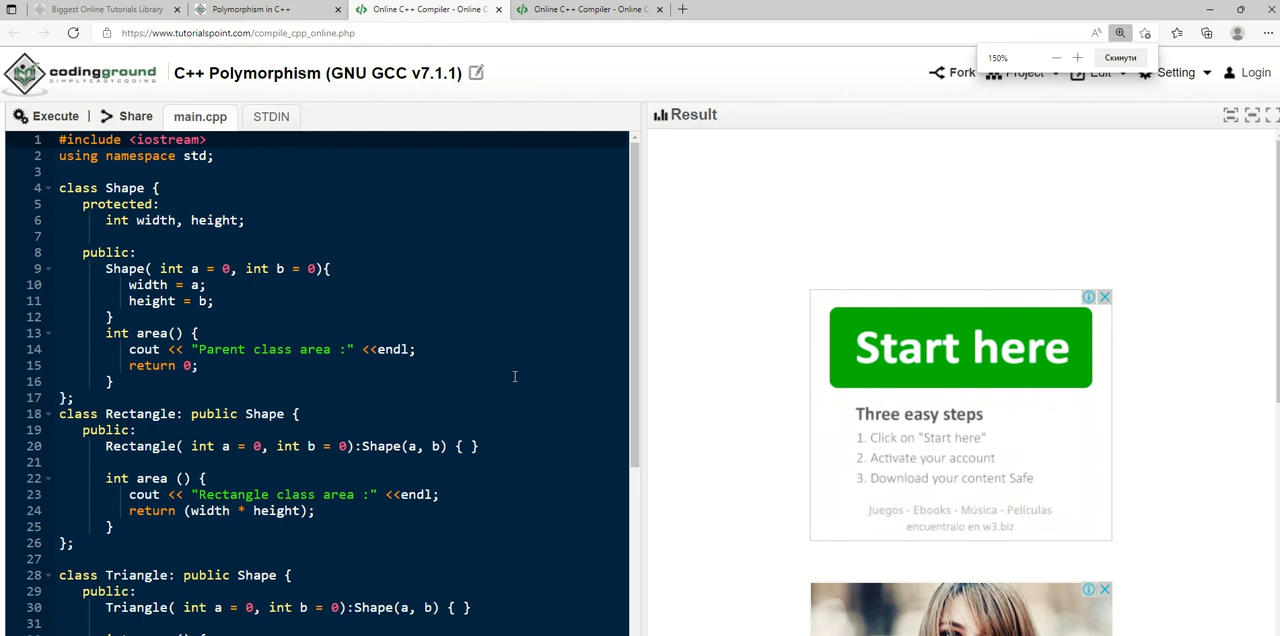 Biggest Online Tutorials Library
Polymorphism in C++
Online C++ Compiler - Online C
Online C++ Compiler - Online C
https://www.tutorialspoint.com/compile_cpp_online.php
150%
Скинути
codingground
SIMPLYEASYCODING
C++ Polymorphism (GNU GCC v7.1.1)
Fork
Project
Edit
Setting
Login
Execute | Share main.cpp STDIN
Result
1 #include <iostream>
2 using namespace std;
3
4 class Shape {
5 protected:
6 int width, height;
7
8 public:
9 Shape( int a = 0, int b = 0){
10 width = a;
11 height = b;
12 }
13 int area() {
14 cout << "Parent class area :" <<endl;
15 return 0;
16 }
17 };
18 class Rectangle: public Shape {
19 public:
20 Rectangle( int a = 0, int b = 0):Shape(a, b) { }
21
22 int area () {
23 cout << "Rectangle class area :" <<endl;
24 return (width * height);
25 }
26 };
27
28 class Triangle: public Shape {
29 public:
30 Triangle( int a = 0, int b = 0):Shape(a, b) { }
31
Start here
Three easy steps
1. Click on "Start here"
2. Activate your account
3. Download your content Safe
Juegos - Ebooks - Música - Películas
encuentralo en w3.biz